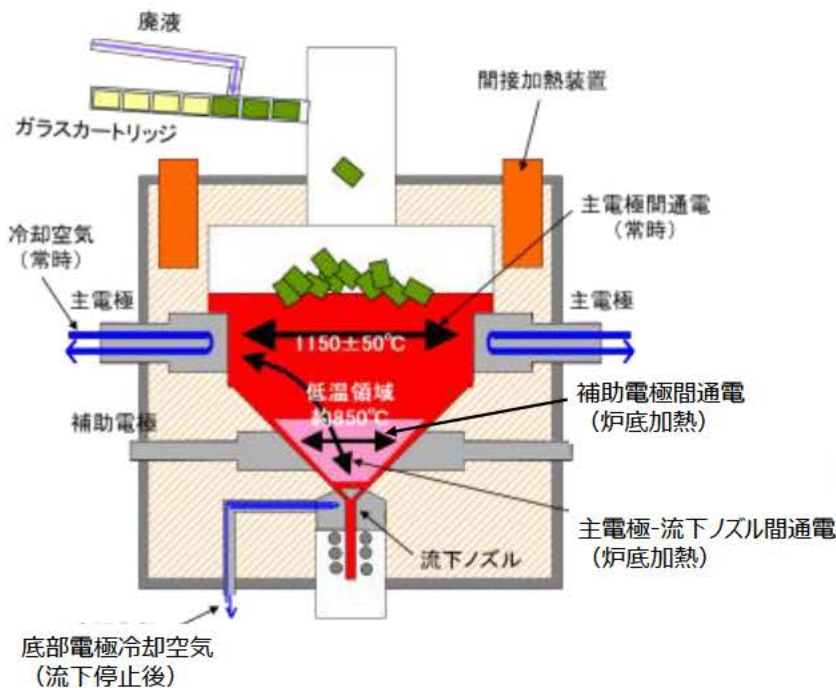 廃液
ガラスカートリッジ
間接加熱装置
主電極間通電
(常時)
冷却空気
(常時)
主電極
主電極
1150±50℃
低温領域
約850℃
補助電極間通電
(炉底加熱)
補助電極
主電極-流下ノズル間通電
(炉底加熱)
流下ノズル
底部電極冷却空気
(流下停止後)